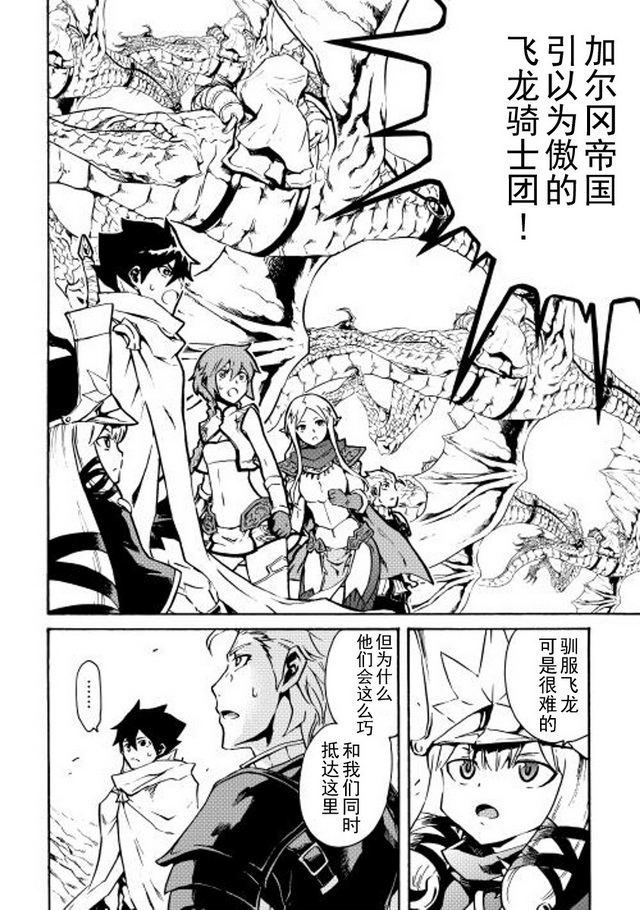 加尔冈帝国
引以为傲的
飞龙骑士团！
驯服飞龙
可是很难的
但为什么
他们会这么巧
和我们同时
抵达这里
……